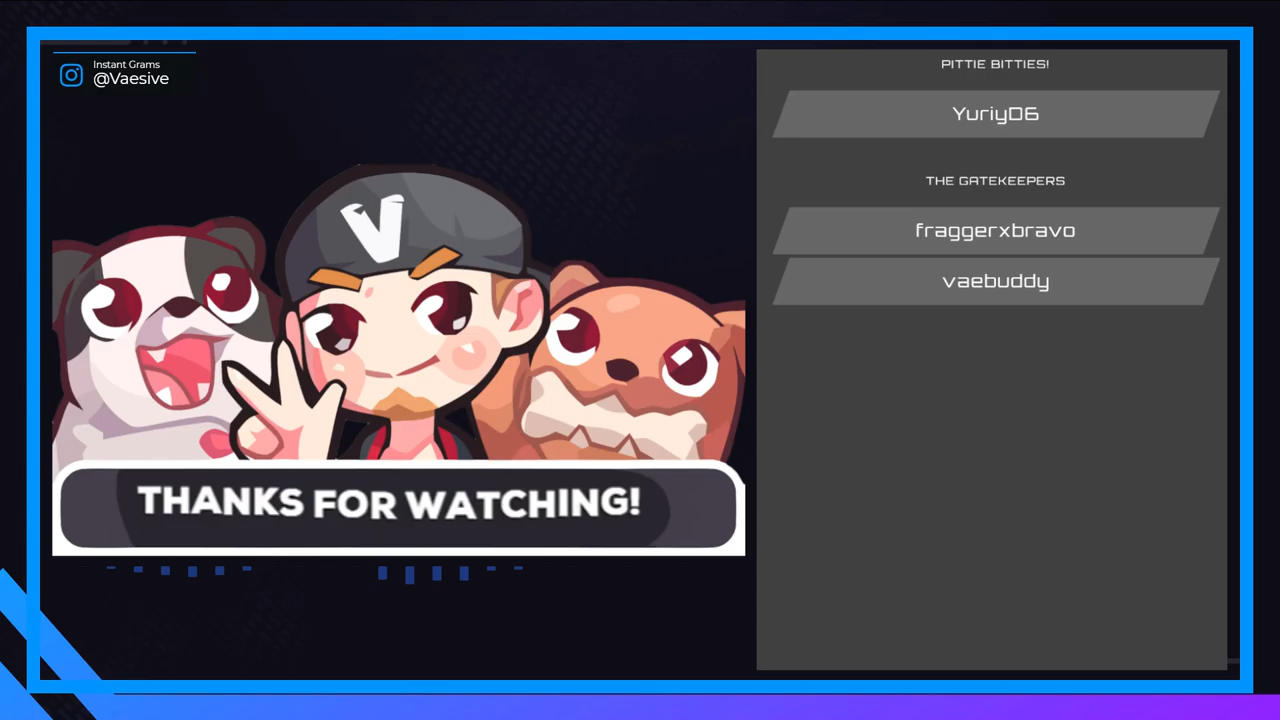 Instant Grams
@Vaesive
V
THANKS FOR WATCHING!
PITTIE BITTIES!
YuriyD6
THE GATEKEEPERS
fraggerxbravo
vaebuddy